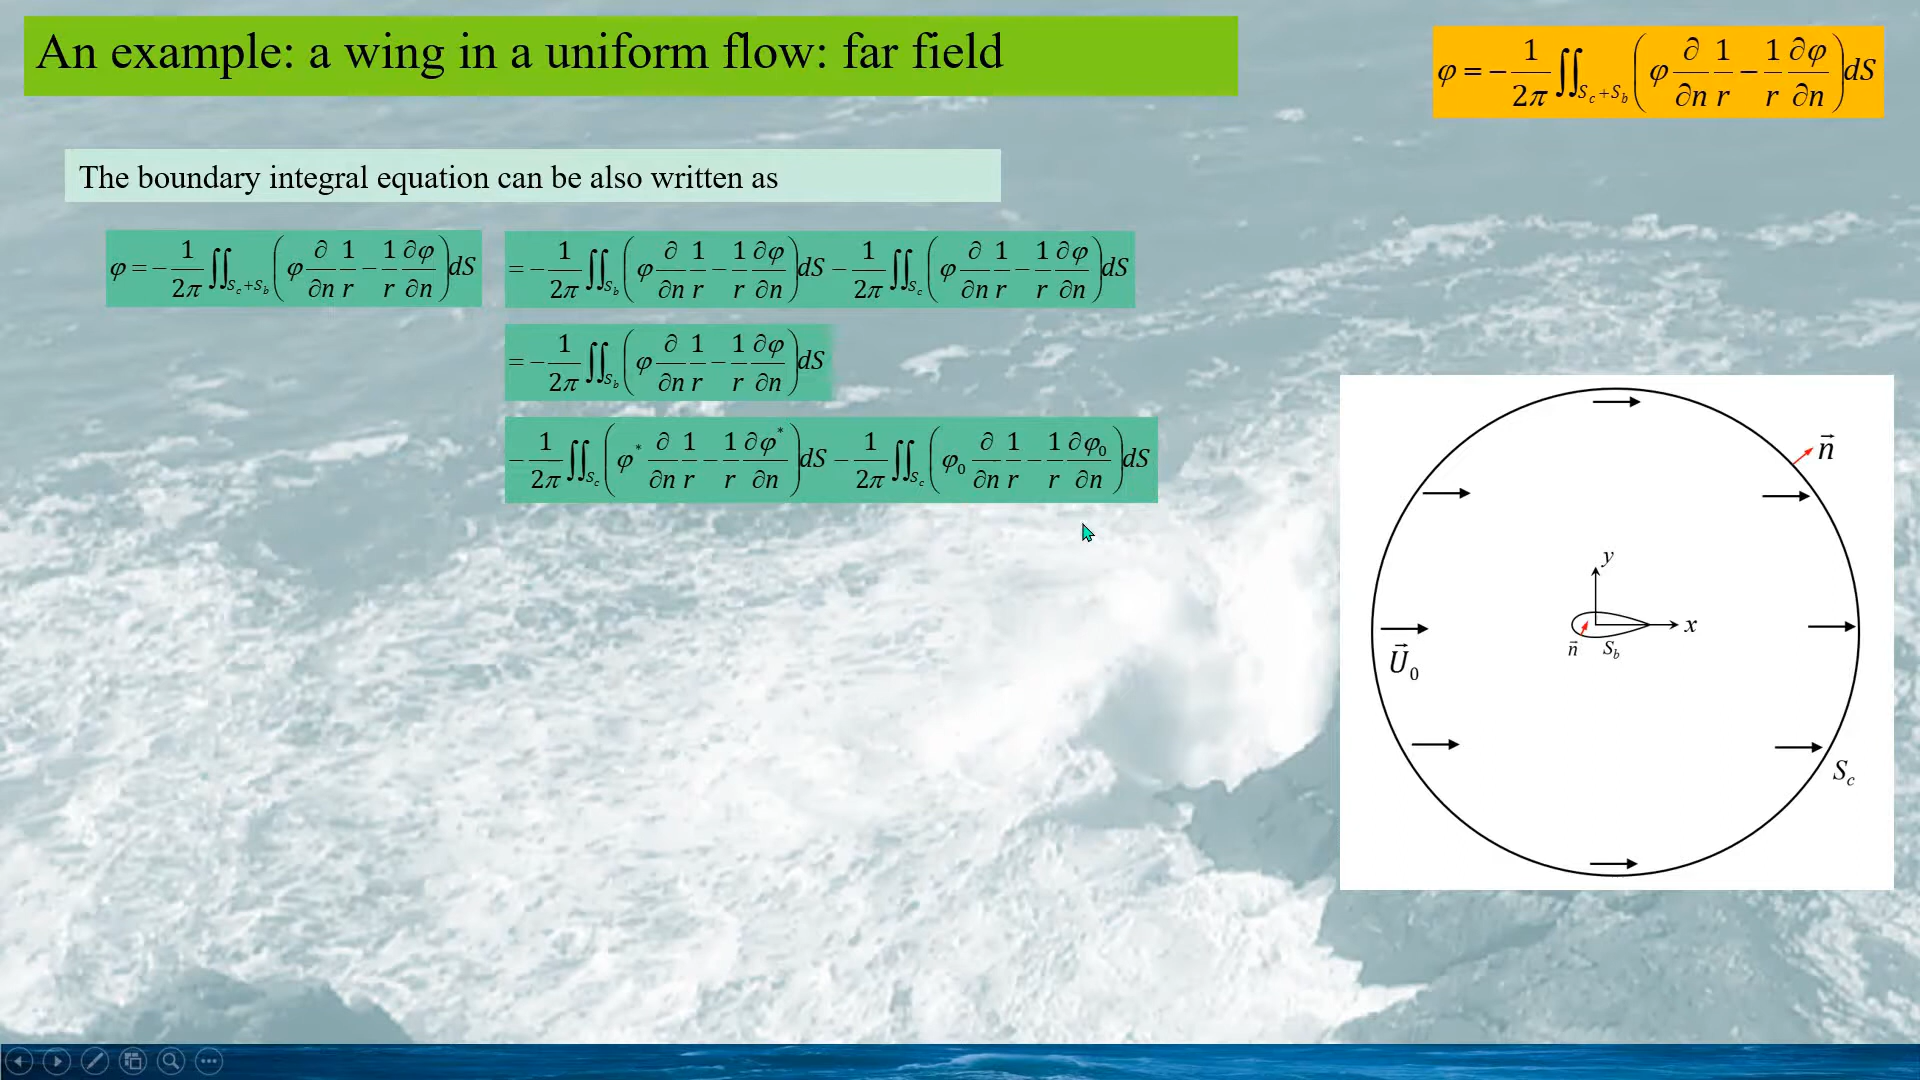 An example: a wing in a uniform flow: far field
φ = −1/2π ∬_{S_c+S_b} (φ ∂/∂n 1/r − 1/r ∂φ/∂n) dS
The boundary integral equation can be also written as
φ = −1/2π ∬_{S_c+S_b} (φ ∂/∂n 1/r − 1/r ∂φ/∂n) dS = −1/2π ∬_{S_b} (φ ∂/∂n 1/r − 1/r ∂φ/∂n) dS − 1/2π ∬_{S_c} (φ ∂/∂n 1/r − 1/r ∂φ/∂n) dS
= −1/2π ∬_{S_b} (φ ∂/∂n 1/r − 1/r ∂φ/∂n) dS
− 1/2π ∬_{S_c} (φ* ∂/∂n 1/r − 1/r ∂φ*/∂n) dS − 1/2π ∬_{S_c} (φ₀ ∂/∂n 1/r − 1/r ∂φ₀/∂n) dS
n⃗
y
x
n⃗ S_b
U⃗₀
S_c